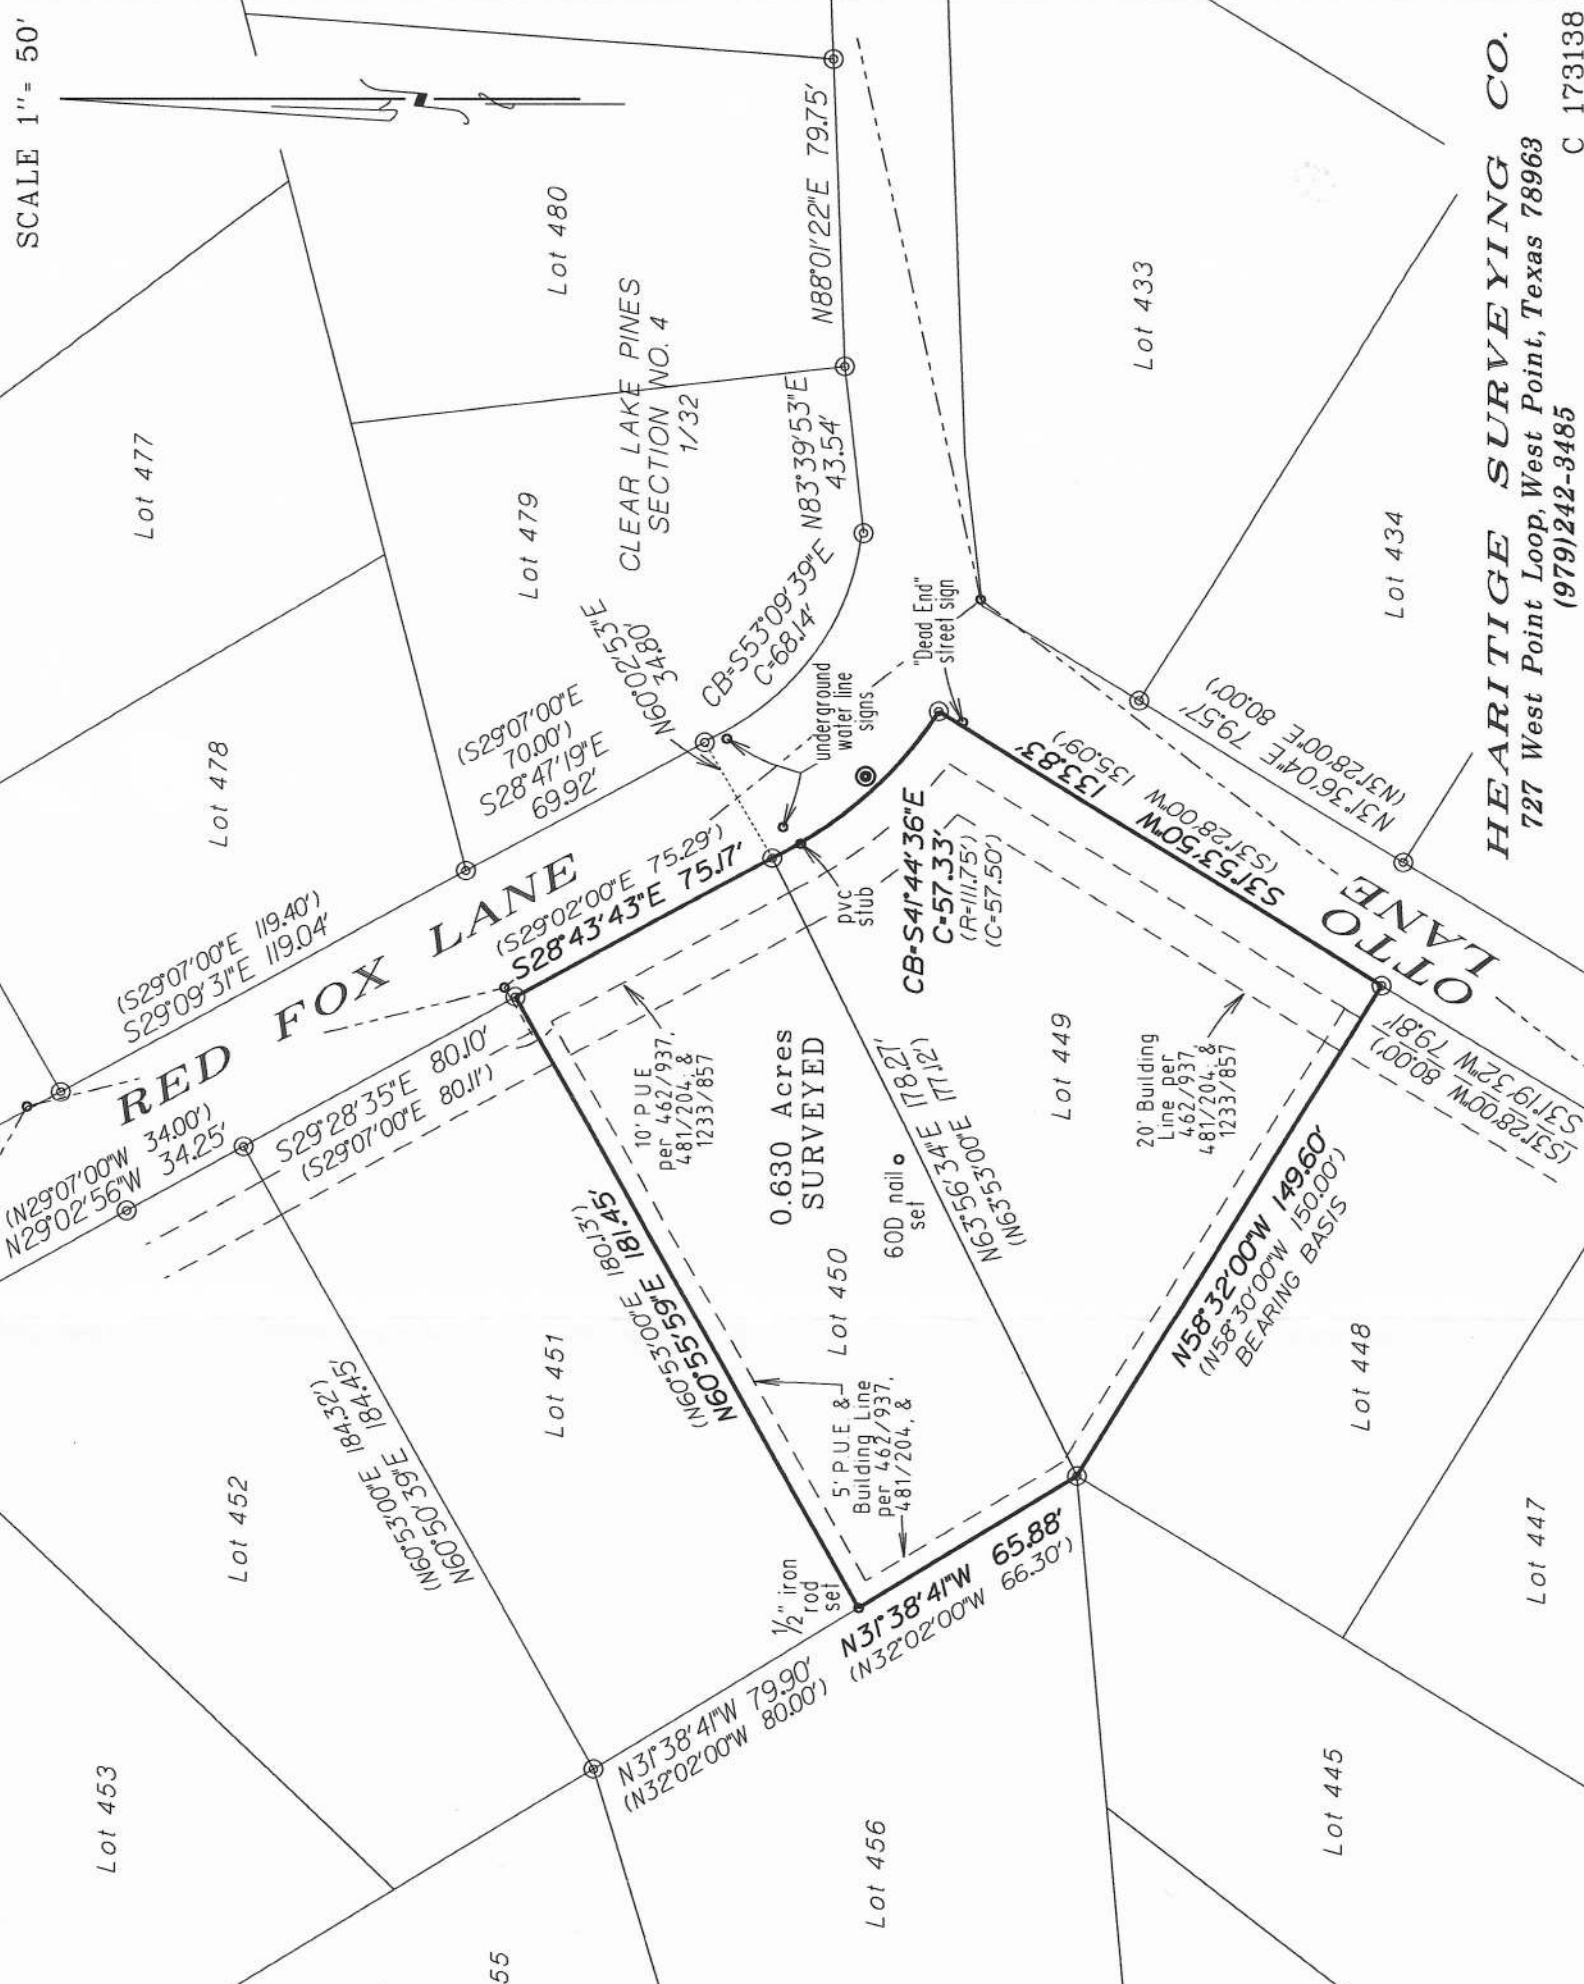 SCALE 1"= 50'
Lot 477
Lot 480
Lot 478
Lot 479
CLEAR LAKE PINES
SECTION NO. 4
1/32
N88°01'22"E 79.75'
N83°39'53"E
43.54'
CB=S53°09'39"E
C=68.14'
N60°02'53"E
34.80'
(S29°07'00"E
70.00')
S28°47'19"E
69.92'
(S29°07'00"E 119.40')
S29°09'31"E 119.04'
RED FOX LANE
(N29°07'00"W 34.00')
N29°02'56"W 34.25'
S29°28'35"E 80.10'
(S29°07'00"E 80.11')
(S29°02'00"E 75.29')
S28°43'43"E 75.17'
underground
water line
signs
"Dead End"
street sign
pvc
stub
CB=S41°44'36"E
C=57.33'
(R=111.75')
(C=57.50')
133.83'
S31°53'50"W
(S31°28'00"W 135.09')
Lot 433
Lot 434
N31°36'04"E 79.57'
(N31°28'00"E 80.00')
OTTO
LANE
(S31°28'00"W 80.00')
S31°19'32"W 79.81'
10' P.U.E.
per 462/937,
481/204, &
1233/857
0.630 Acres
SURVEYED
60D nail
set
N63°56'34"E 178.27'
(N63°53'00"E 177.12')
Lot 449
20' Building
Line per
462/937
481/204, &
1233/857
Lot 450
(N60°53'00"E 180.13')
N60°55'59"E 181.45'
5' P.U.E. &
Building Line
per 462/937,
481/204, &
N58°32'00"W 149.60'
(N58°30'00"W 150.00')
BEARING BASIS
Lot 448
Lot 447
Lot 451
Lot 452
(N60°53'00"E 184.32')
N60°50'39"E 184.45'
1/2" iron
rod
set
N31°38'41"W 65.88'
(N32°02'00"W 66.30')
N31°38'41"W 79.90'
(N32°02'00"W 80.00')
Lot 453
55
Lot 456
Lot 445
HEARITIGE SURVEYING CO.
727 West Point Loop, West Point, Texas 78963
(979)242-3485
C 173138